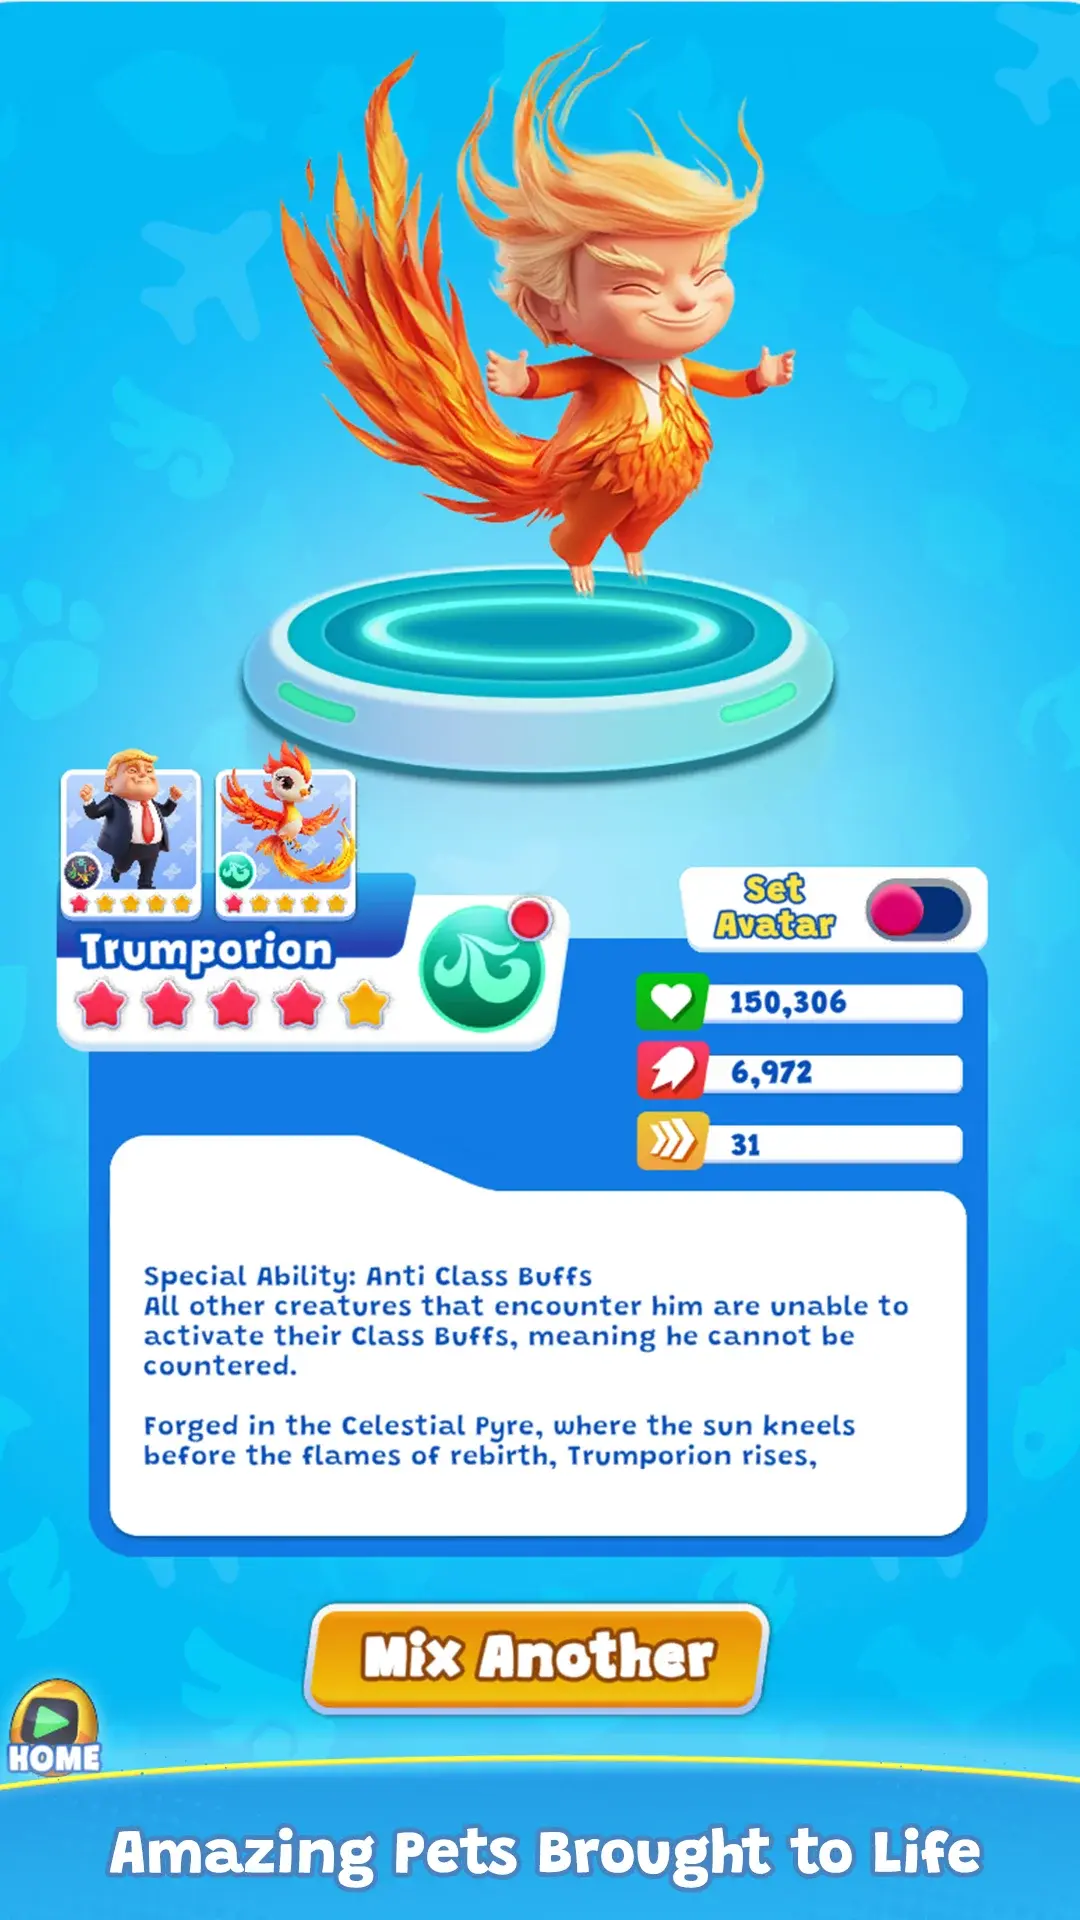 Trumporion
Set
Avatar
150,306
6,972
31
Special Ability: Anti Class Buffs
All other creatures that encounter him are unable to
activate their Class Buffs, meaning he cannot be
countered.
Forged in the Celestial Pyre, where the sun kneels
before the flames of rebirth, Trumporion rises,
Mix Another
HOME
Amazing Pets Brought to Life